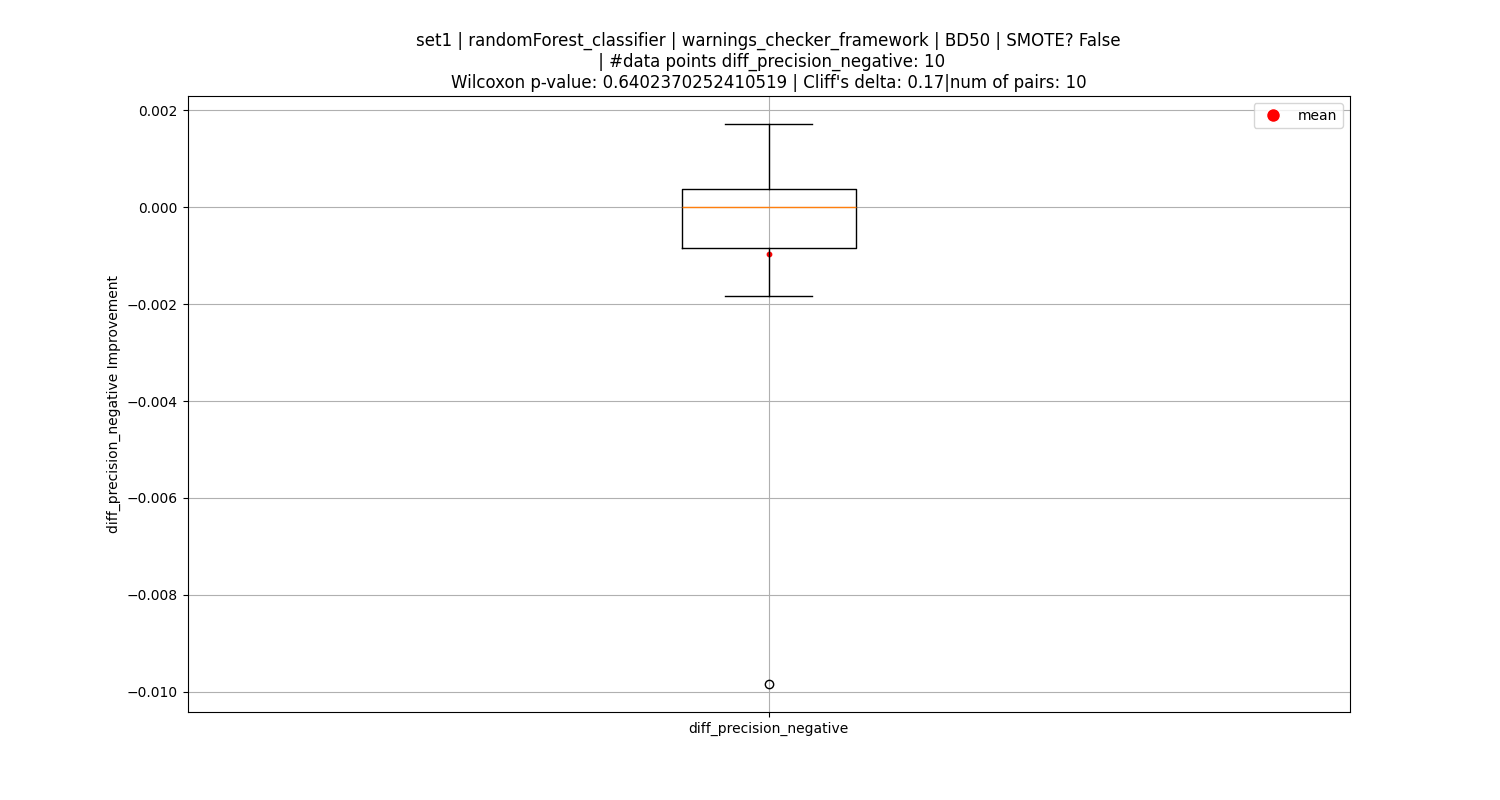 set1 | randomForest_classifier | warnings_checker_framework | BD50 | SMOTE? False
| #data points diff_precision_negative: 10
Wilcoxon p-value: 0.6402370252410519 | Cliff's delta: 0.17|num of pairs: 10
mean
0.002
0.000
−0.002
−0.004
−0.006
−0.008
−0.010
diff_precision_negative Improvement
diff_precision_negative